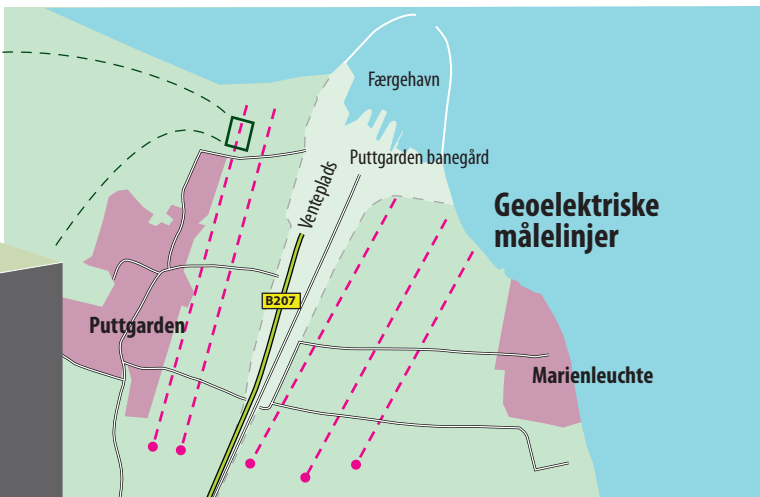 Færgehavn
Puttgarden banegård
Venteplads
Geoelektriske
målelinjer
B207
Puttgarden
Marienleuchte